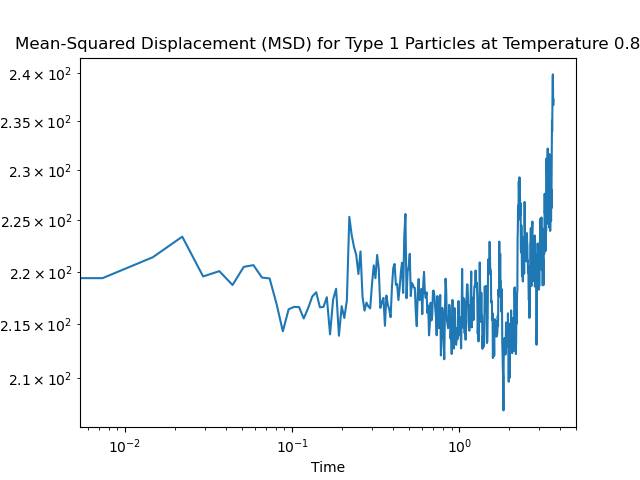 Mean-Squared Displacement (MSD) for Type 1 Particles at Temperature 0.8
2.4 × 10²
2.35 × 10²
2.3 × 10²
2.25 × 10²
2.2 × 10²
2.15 × 10²
2.1 × 10²
10⁻² 10⁻¹ 10⁰
Time